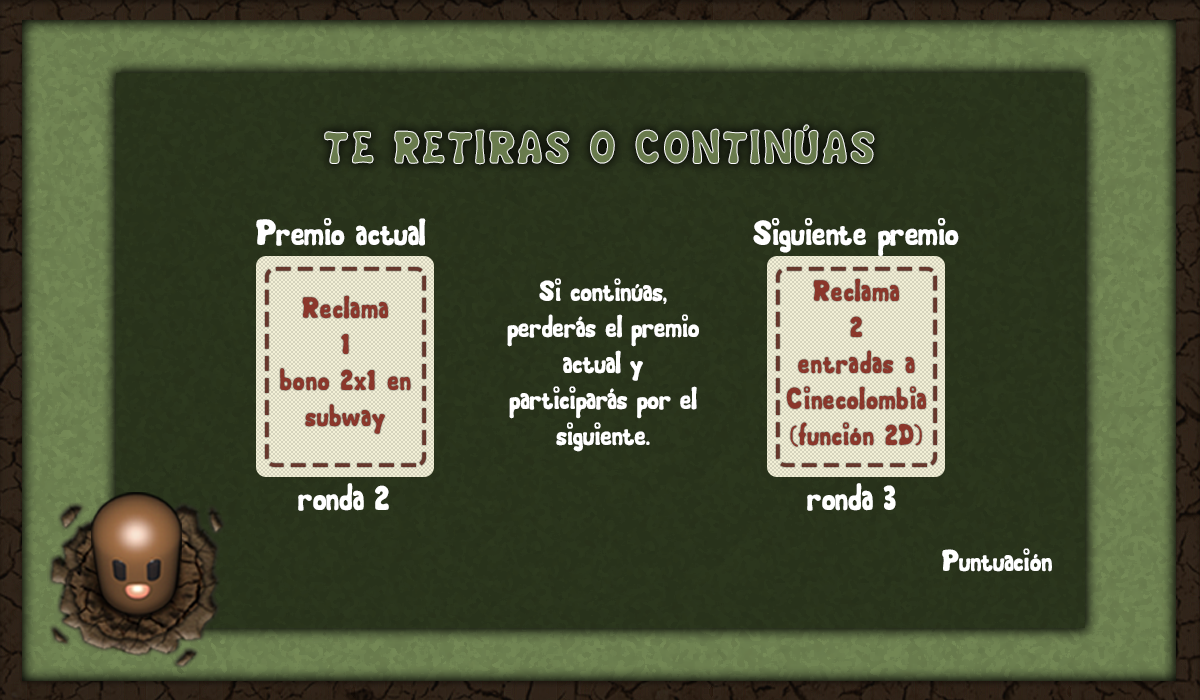 TE RETIRAS O CONTINÚAS
Premio actual
Reclama
1
bono 2x1 en
subway
ronda 2
Si continúas,
perderás el premio
actual y
participarás por el
siguiente.
Siguiente premio
Reclama
2
entradas a
Cinecolombia
(función 2D)
ronda 3
Puntuación